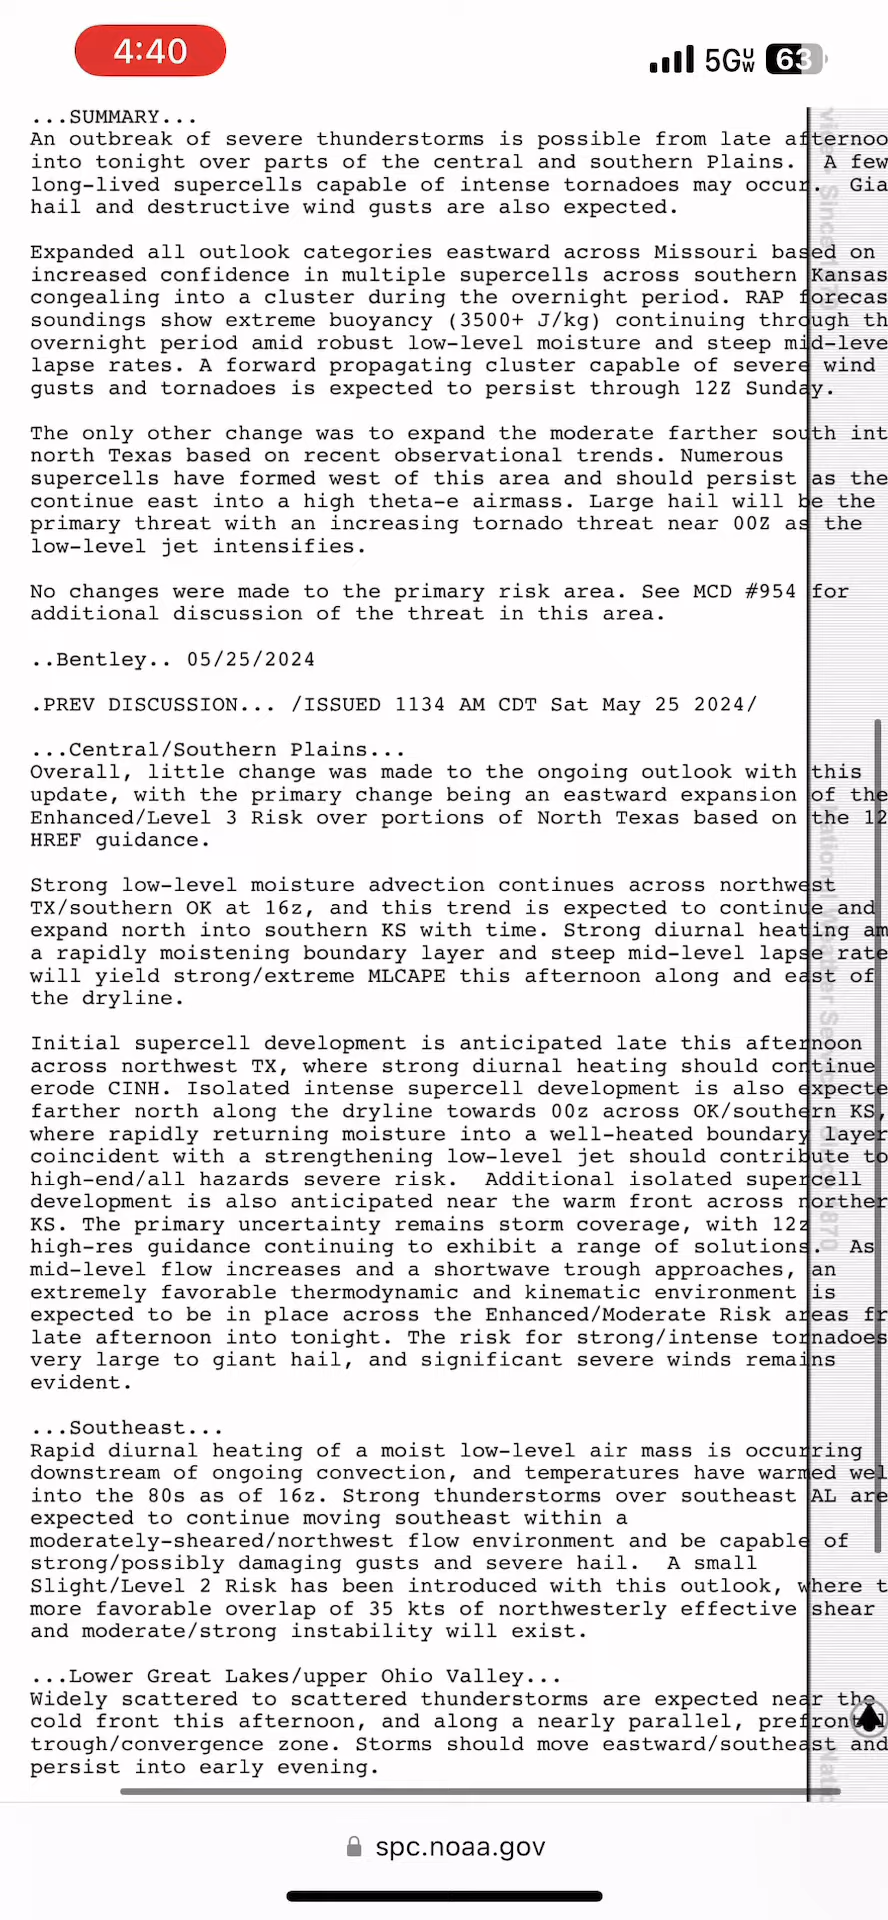 4:40
5G UW 63
...SUMMARY...
An outbreak of severe thunderstorms is possible from late afternoo
into tonight over parts of the central and southern Plains.  A few
long-lived supercells capable of intense tornadoes may occur.  Gia
hail and destructive wind gusts are also expected.
Expanded all outlook categories eastward across Missouri based on
increased confidence in multiple supercells across southern Kansas
congealing into a cluster during the overnight period. RAP forecas
soundings show extreme buoyancy (3500+ J/kg) continuing through th
overnight period amid robust low-level moisture and steep mid-leve
lapse rates. A forward propagating cluster capable of severe wind
gusts and tornadoes is expected to persist through 12Z Sunday.
The only other change was to expand the moderate farther south int
north Texas based on recent observational trends. Numerous
supercells have formed west of this area and should persist as the
continue east into a high theta-e airmass. Large hail will be the
primary threat with an increasing tornado threat near 00Z as the
low-level jet intensifies.
No changes were made to the primary risk area. See MCD #954 for
additional discussion of the threat in this area.
..Bentley.. 05/25/2024
.PREV DISCUSSION... /ISSUED 1134 AM CDT Sat May 25 2024/
...Central/Southern Plains...
Overall, little change was made to the ongoing outlook with this
update, with the primary change being an eastward expansion of the
Enhanced/Level 3 Risk over portions of North Texas based on the 12
HREF guidance.
Strong low-level moisture advection continues across northwest
TX/southern OK at 16z, and this trend is expected to continue and
expand north into southern KS with time. Strong diurnal heating am
a rapidly moistening boundary layer and steep mid-level lapse rate
will yield strong/extreme MLCAPE this afternoon along and east of
the dryline.
Initial supercell development is anticipated late this afternoon
across northwest TX, where strong diurnal heating should continue
erode CINH. Isolated intense supercell development is also expecte
farther north along the dryline towards 00z across OK/southern KS,
where rapidly returning moisture into a well-heated boundary layer
coincident with a strengthening low-level jet should contribute to
high-end/all hazards severe risk.  Additional isolated supercell
development is also anticipated near the warm front across norther
KS. The primary uncertainty remains storm coverage, with 12z
high-res guidance continuing to exhibit a range of solutions.  As
mid-level flow increases and a shortwave trough approaches, an
extremely favorable thermodynamic and kinematic environment is
expected to be in place across the Enhanced/Moderate Risk areas fr
late afternoon into tonight. The risk for strong/intense tornadoes
very large to giant hail, and significant severe winds remains
evident.
...Southeast...
Rapid diurnal heating of a moist low-level air mass is occurring
downstream of ongoing convection, and temperatures have warmed wel
into the 80s as of 16z. Strong thunderstorms over southeast AL are
expected to continue moving southeast within a
moderately-sheared/northwest flow environment and be capable of
strong/possibly damaging gusts and severe hail.  A small
Slight/Level 2 Risk has been introduced with this outlook, where t
more favorable overlap of 35 kts of northwesterly effective shear
and moderate/strong instability will exist.
...Lower Great Lakes/upper Ohio Valley...
Widely scattered to scattered thunderstorms are expected near the
cold front this afternoon, and along a nearly parallel, prefrontal
trough/convergence zone. Storms should move eastward/southeast and
persist into early evening.
spc.noaa.gov